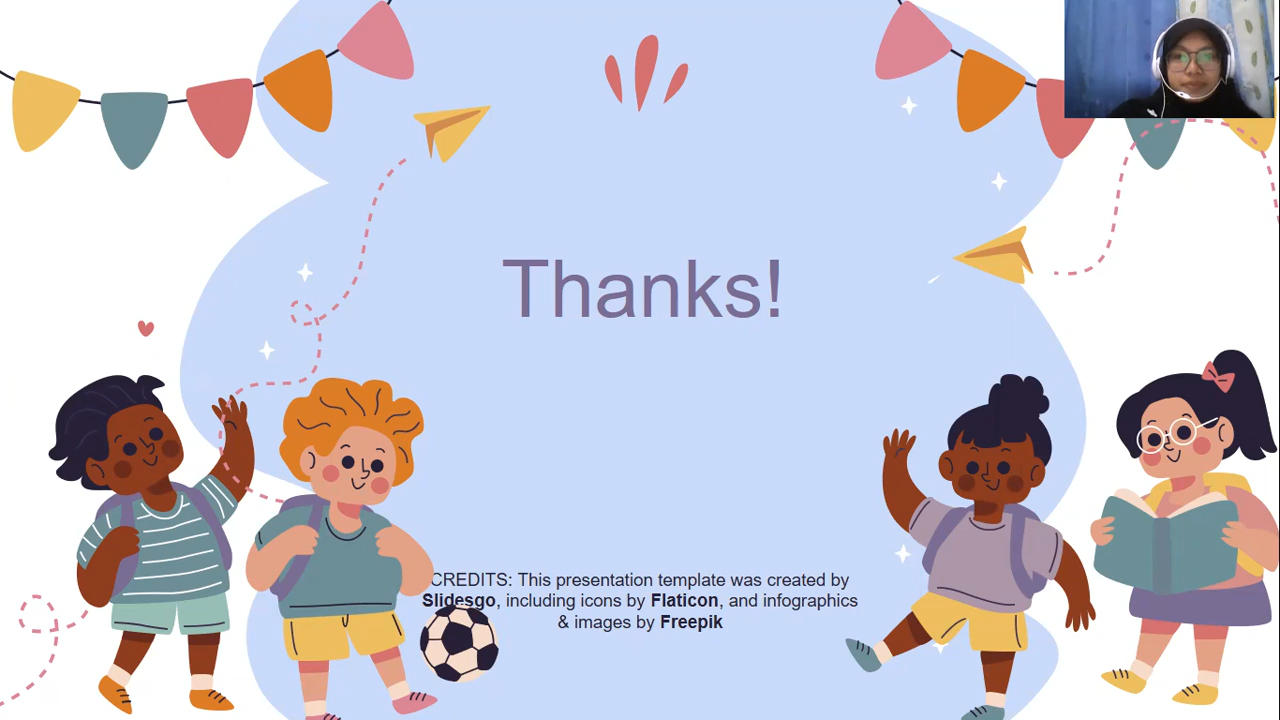 Thanks!
CREDITS: This presentation template was created by
Slidesgo, including icons by Flaticon, and infographics
& images by Freepik